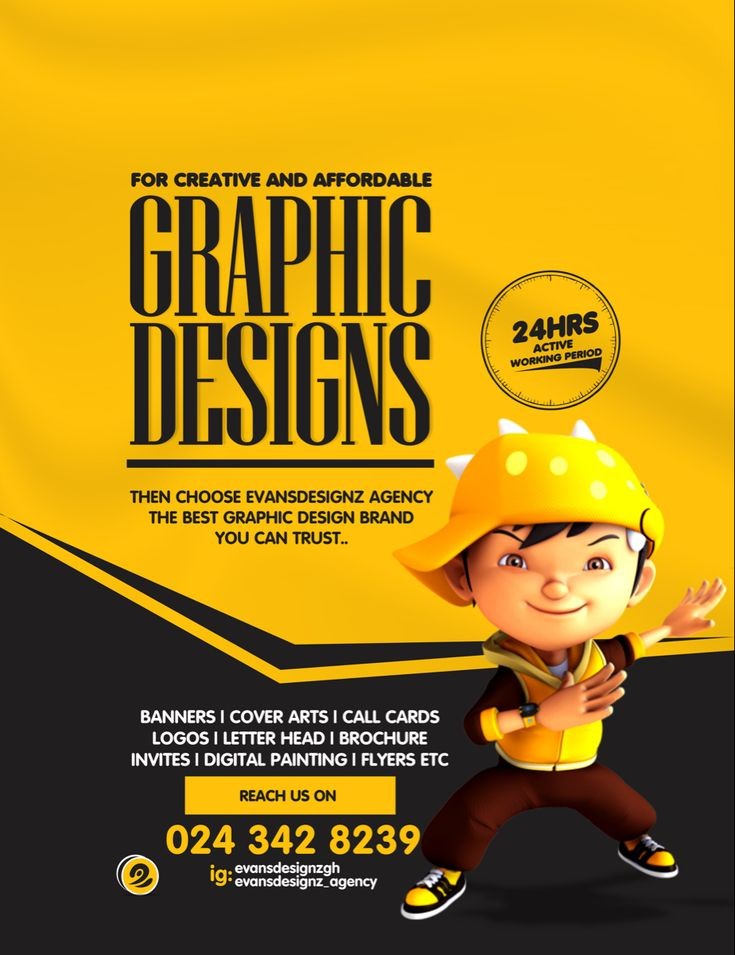 FOR CREATIVE AND AFFORDABLE
GRAPHIC
DESIGNS
24HRS
ACTIVE
WORKING PERIOD
THEN CHOOSE EVANSDESIGNZ AGENCY
THE BEST GRAPHIC DESIGN BRAND
YOU CAN TRUST..
BANNERS | COVER ARTS | CALL CARDS
LOGOS | LETTER HEAD | BROCHURE
INVITES | DIGITAL PAINTING | FLYERS ETC
REACH US ON
024 342 8239
ig: evansdesignzgh
evansdesignz_agency